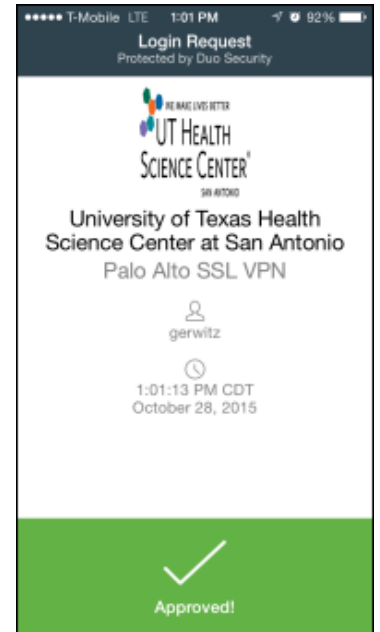 T-Mobile LTE 1:01 PM 92%
Login Request
Protected by Duo Security
WE MAKE LIVES BETTER
UT HEALTH
SCIENCE CENTER®
SAN ANTONIO
University of Texas Health
Science Center at San Antonio
Palo Alto SSL VPN
gerwitz
1:01:13 PM CDT
October 28, 2015
Approved!